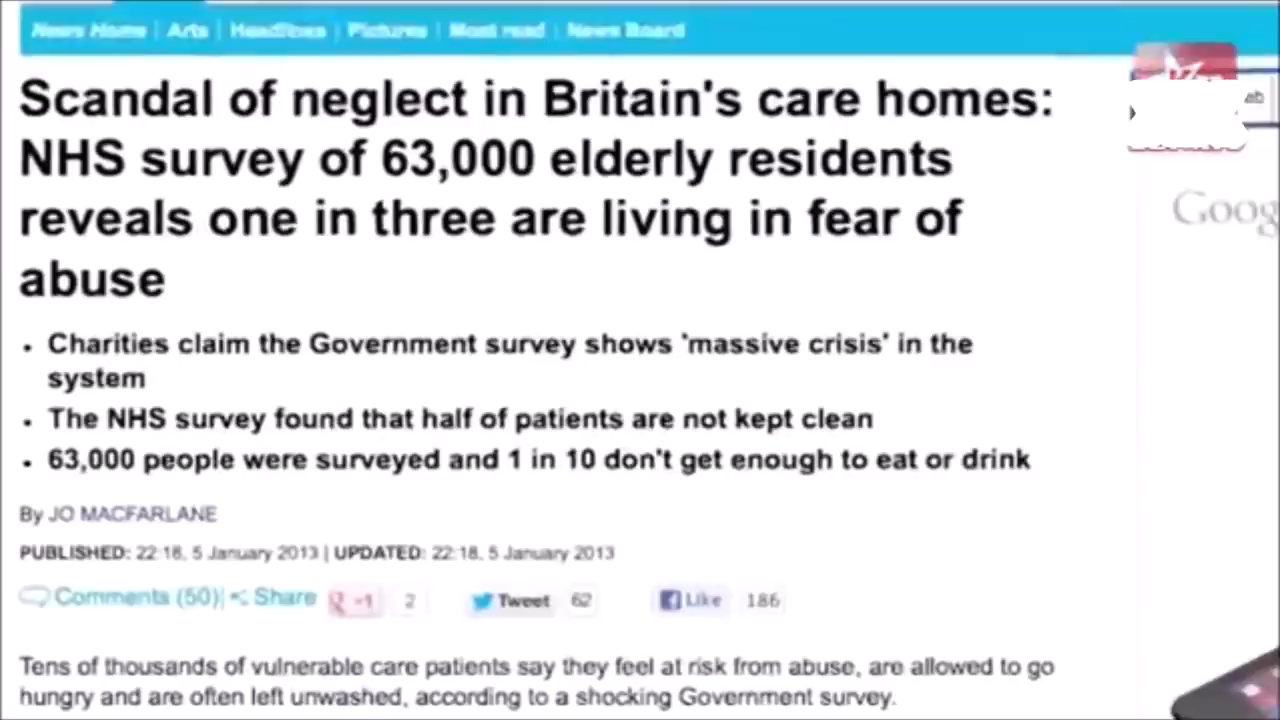 News Home | Arts | Headlines | Pictures | Most read | News Board
Scandal of neglect in Britain's care homes:
NHS survey of 63,000 elderly residents
reveals one in three are living in fear of
abuse
• Charities claim the Government survey shows 'massive crisis' in the
system
• The NHS survey found that half of patients are not kept clean
• 63,000 people were surveyed and 1 in 10 don't get enough to eat or drink
By JO MACFARLANE
PUBLISHED: 22:18, 5 January 2013 | UPDATED: 22:18, 5 January 2013
Comments (50) | Share +1 2 Tweet 62 Like 186
Tens of thousands of vulnerable care patients say they feel at risk from abuse, are allowed to go
hungry and are often left unwashed, according to a shocking Government survey.
Goog